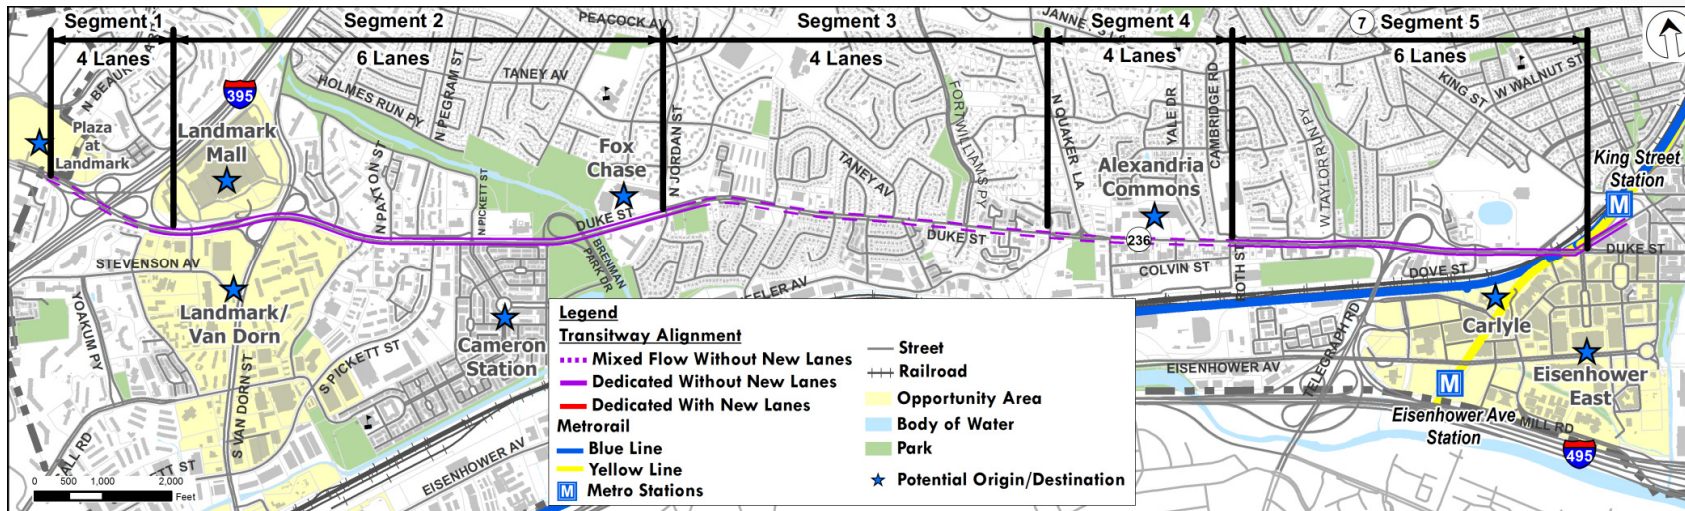 Segment 1
Segment 2
Segment 3
Segment 4
7
Segment 5
4 Lanes
6 Lanes
4 Lanes
4 Lanes
6 Lanes
PEACOCK AV
N PEGRAM ST
TANEY AV
HOLMES RUN PY
395
Plaza
at
Landmark
Landmark
Mall
N PAXTON ST
N PICKETT ST
Fox
Chase
DUKE ST
N JORDAN ST
TANEY AV
FORT WILLIAMS PY
DUKE ST
N QUAKER LA
YALE DR
CAMBRIDGE RD
Alexandria
Commons
236
COLVIN ST
ROTH ST
W TAYLOR RUN PY
KING ST
W WALNUT ST
King Street
Station
M
DUKE ST
DOVE ST
STEVENSON AV
YOAKUM PY
Landmark/
Van Dorn
S VAN DORN ST
S PICKETT ST
Cameron
Station
BRENMAN
PARK DR
EISENHOWER AV
TELEGRAPH RD
EISENHOWER AV
Carlyle
Eisenhower
East
M
Eisenhower Ave
Station
MILL RD
495
0 500 1,000 2,000
Feet
Legend
Transitway Alignment
Mixed Flow Without New Lanes
Dedicated Without New Lanes
Dedicated With New Lanes
Metrorail
Blue Line
Yellow Line
M Metro Stations
Street
Railroad
Opportunity Area
Body of Water
Park
Potential Origin/Destination